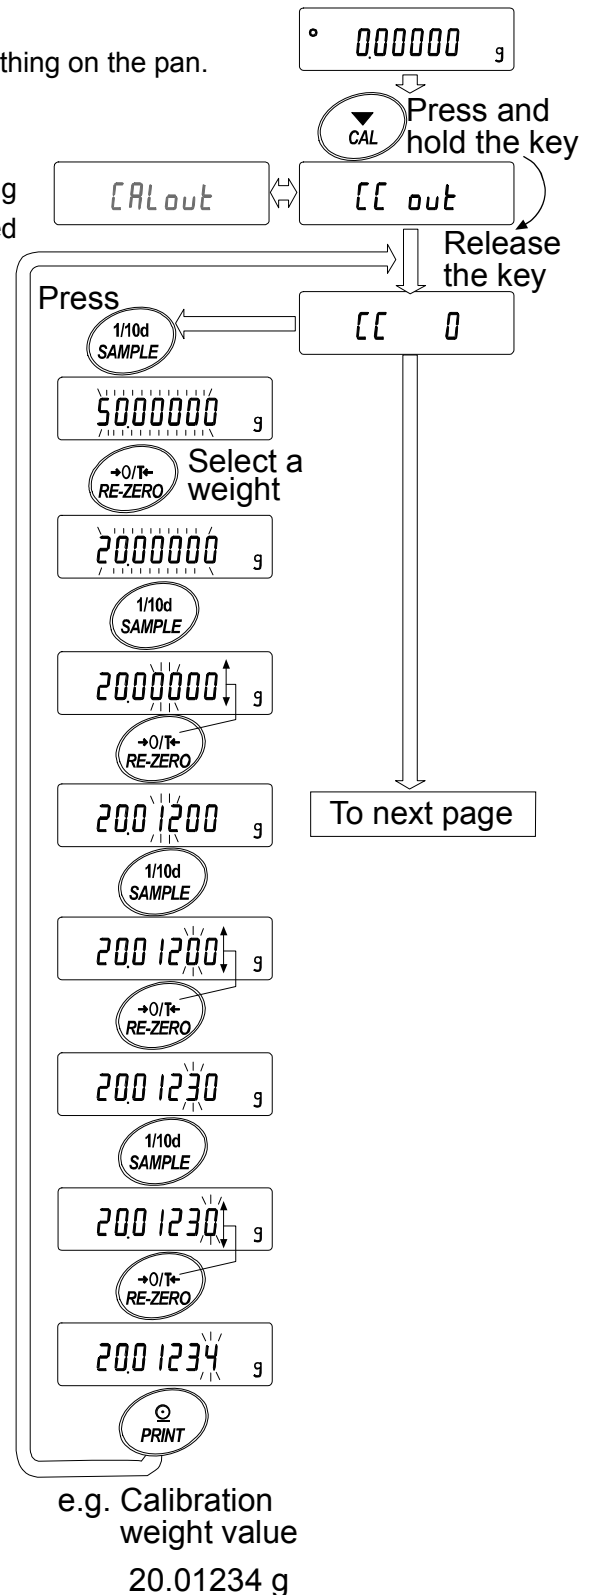 0.00000 g
thing on the pan.
▼
CAL
Press and
hold the key
g
ed
CALout
CC out
Release
the key
Press
CC 0
1/10d
SAMPLE
50.00000 g
→0/T←
RE-ZERO
Select a
weight
20.00000 g
1/10d
SAMPLE
20.00000 g
→0/T←
RE-ZERO
20.01200 g
To next page
1/10d
SAMPLE
20.01200 g
→0/T←
RE-ZERO
20.01230 g
1/10d
SAMPLE
20.01230 g
→0/T←
RE-ZERO
20.01234 g
PRINT
e.g. Calibration
weight value
20.01234 g